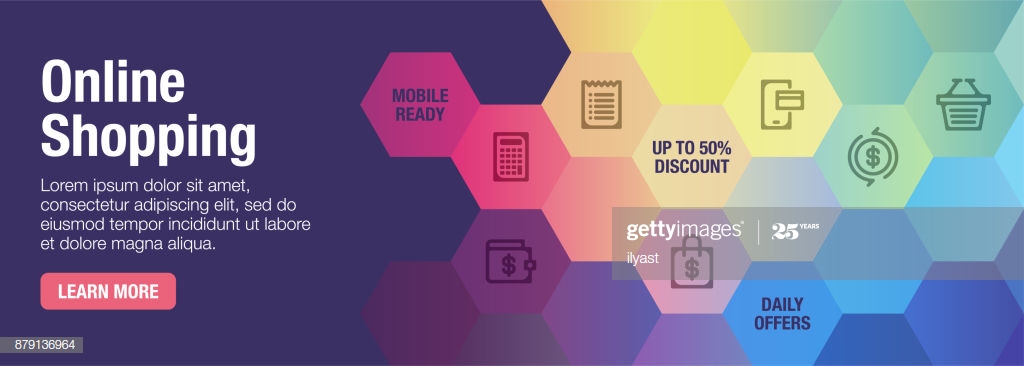 Online
Shopping
Lorem ipsum dolor sit amet,
consectetur adipiscing elit, sed do
eiusmod tempor incididunt ut labore
et dolore magna aliqua.
LEARN MORE
879136964
MOBILE
READY
UP TO 50%
DISCOUNT
$
gettyimages®
25 YEARS
ilyast
$
$
DAILY
OFFERS